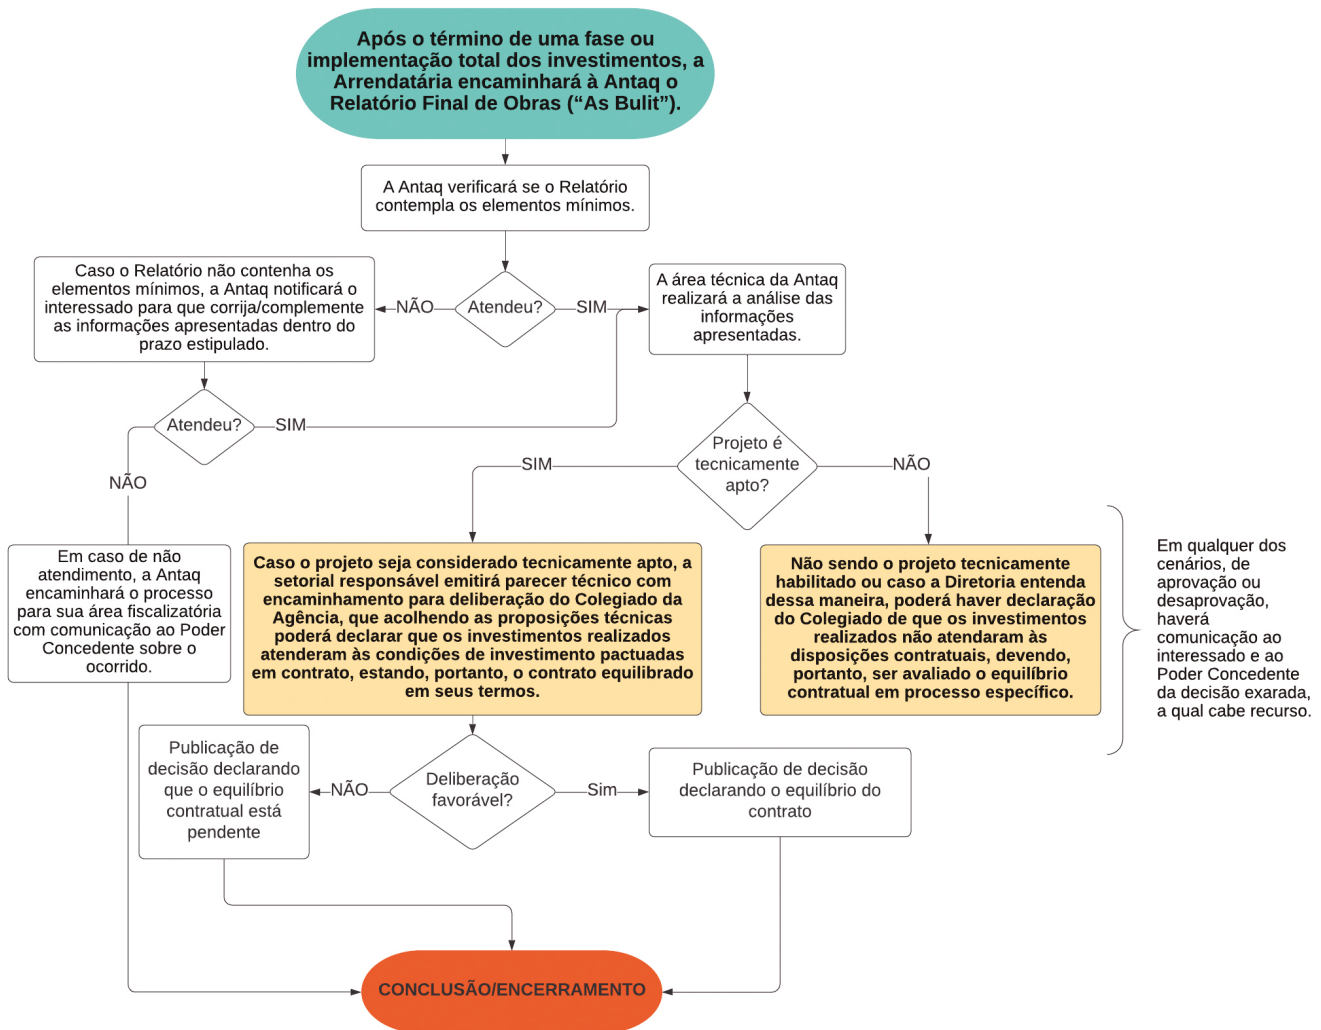 Após o término de uma fase ou
implementação total dos investimentos, a
Arrendatária encaminhará à Antaq o
Relatório Final de Obras (“As Bulit”).
A Antaq verificará se o Relatório
contempla os elementos mínimos.
Atendeu?
NÃO
SIM
Caso o Relatório não contenha os
elementos mínimos, a Antaq notificará o
interessado para que corrija/complemente
as informações apresentadas dentro do
prazo estipulado.
A área técnica da Antaq
realizará a análise das
informações
apresentadas.
Atendeu?
SIM
NÃO
Projeto é
tecnicamente
apto?
SIM
NÃO
Em caso de não
atendimento, a Antaq
encaminhará o processo
para sua área fiscalizatória
com comunicação ao Poder
Concedente sobre o
ocorrido.
Caso o projeto seja considerado tecnicamente apto, a
setorial responsável emitirá parecer técnico com
encaminhamento para deliberação do Colegiado da
Agência, que acolhendo as proposições técnicas
poderá declarar que os investimentos realizados
atenderam às condições de investimento pactuadas
em contrato, estando, portanto, o contrato equilibrado
em seus termos.
Não sendo o projeto tecnicamente
habilitado ou caso a Diretoria entenda
dessa maneira, poderá haver declaração
do Colegiado de que os investimentos
realizados não atendaram às
disposições contratuais, devendo,
portanto, ser avaliado o equilíbrio
contratual em processo específico.
Em qualquer dos
cenários, de
aprovação ou
desaprovação,
haverá
comunicação ao
interessado e ao
Poder Concedente
da decisão exarada,
a qual cabe recurso.
Deliberação
favorável?
NÃO
Sim
Publicação de
decisão declarando
que o equilíbrio
contratual está
pendente
Publicação de decisão
declarando o equilíbrio do
contrato
CONCLUSÃO/ENCERRAMENTO